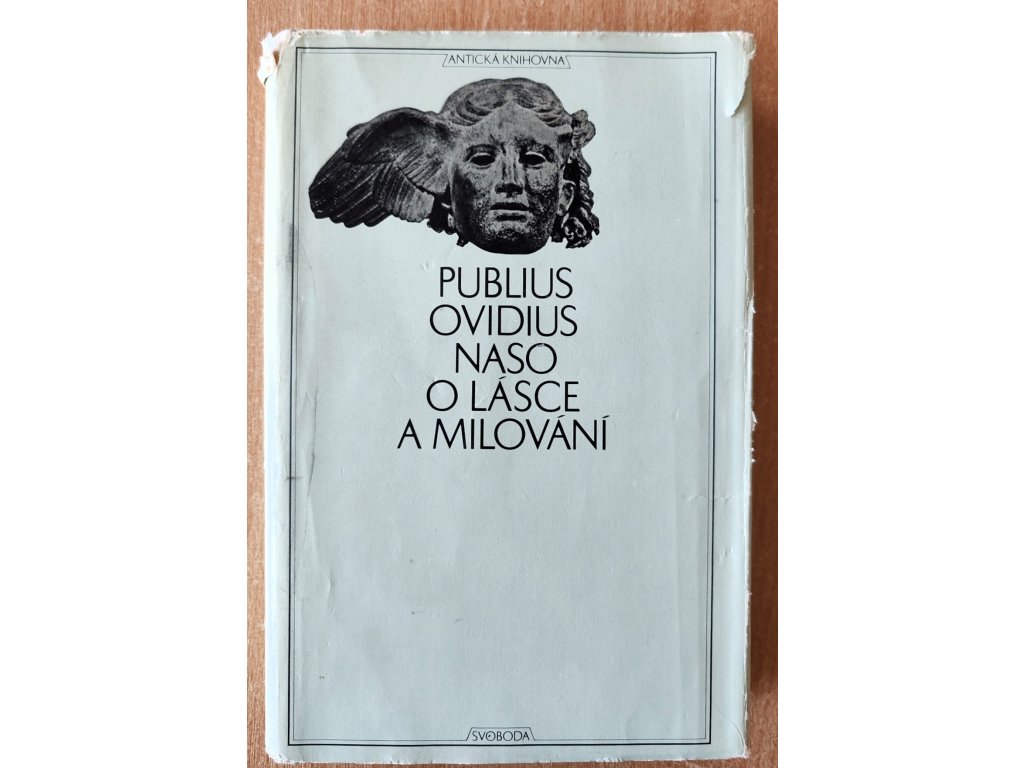 ANTICKÁ KNIHOVNA
PUBLIUS
OVIDIUS
NASO
O LÁSCE
A MILOVÁNÍ
SVOBODA